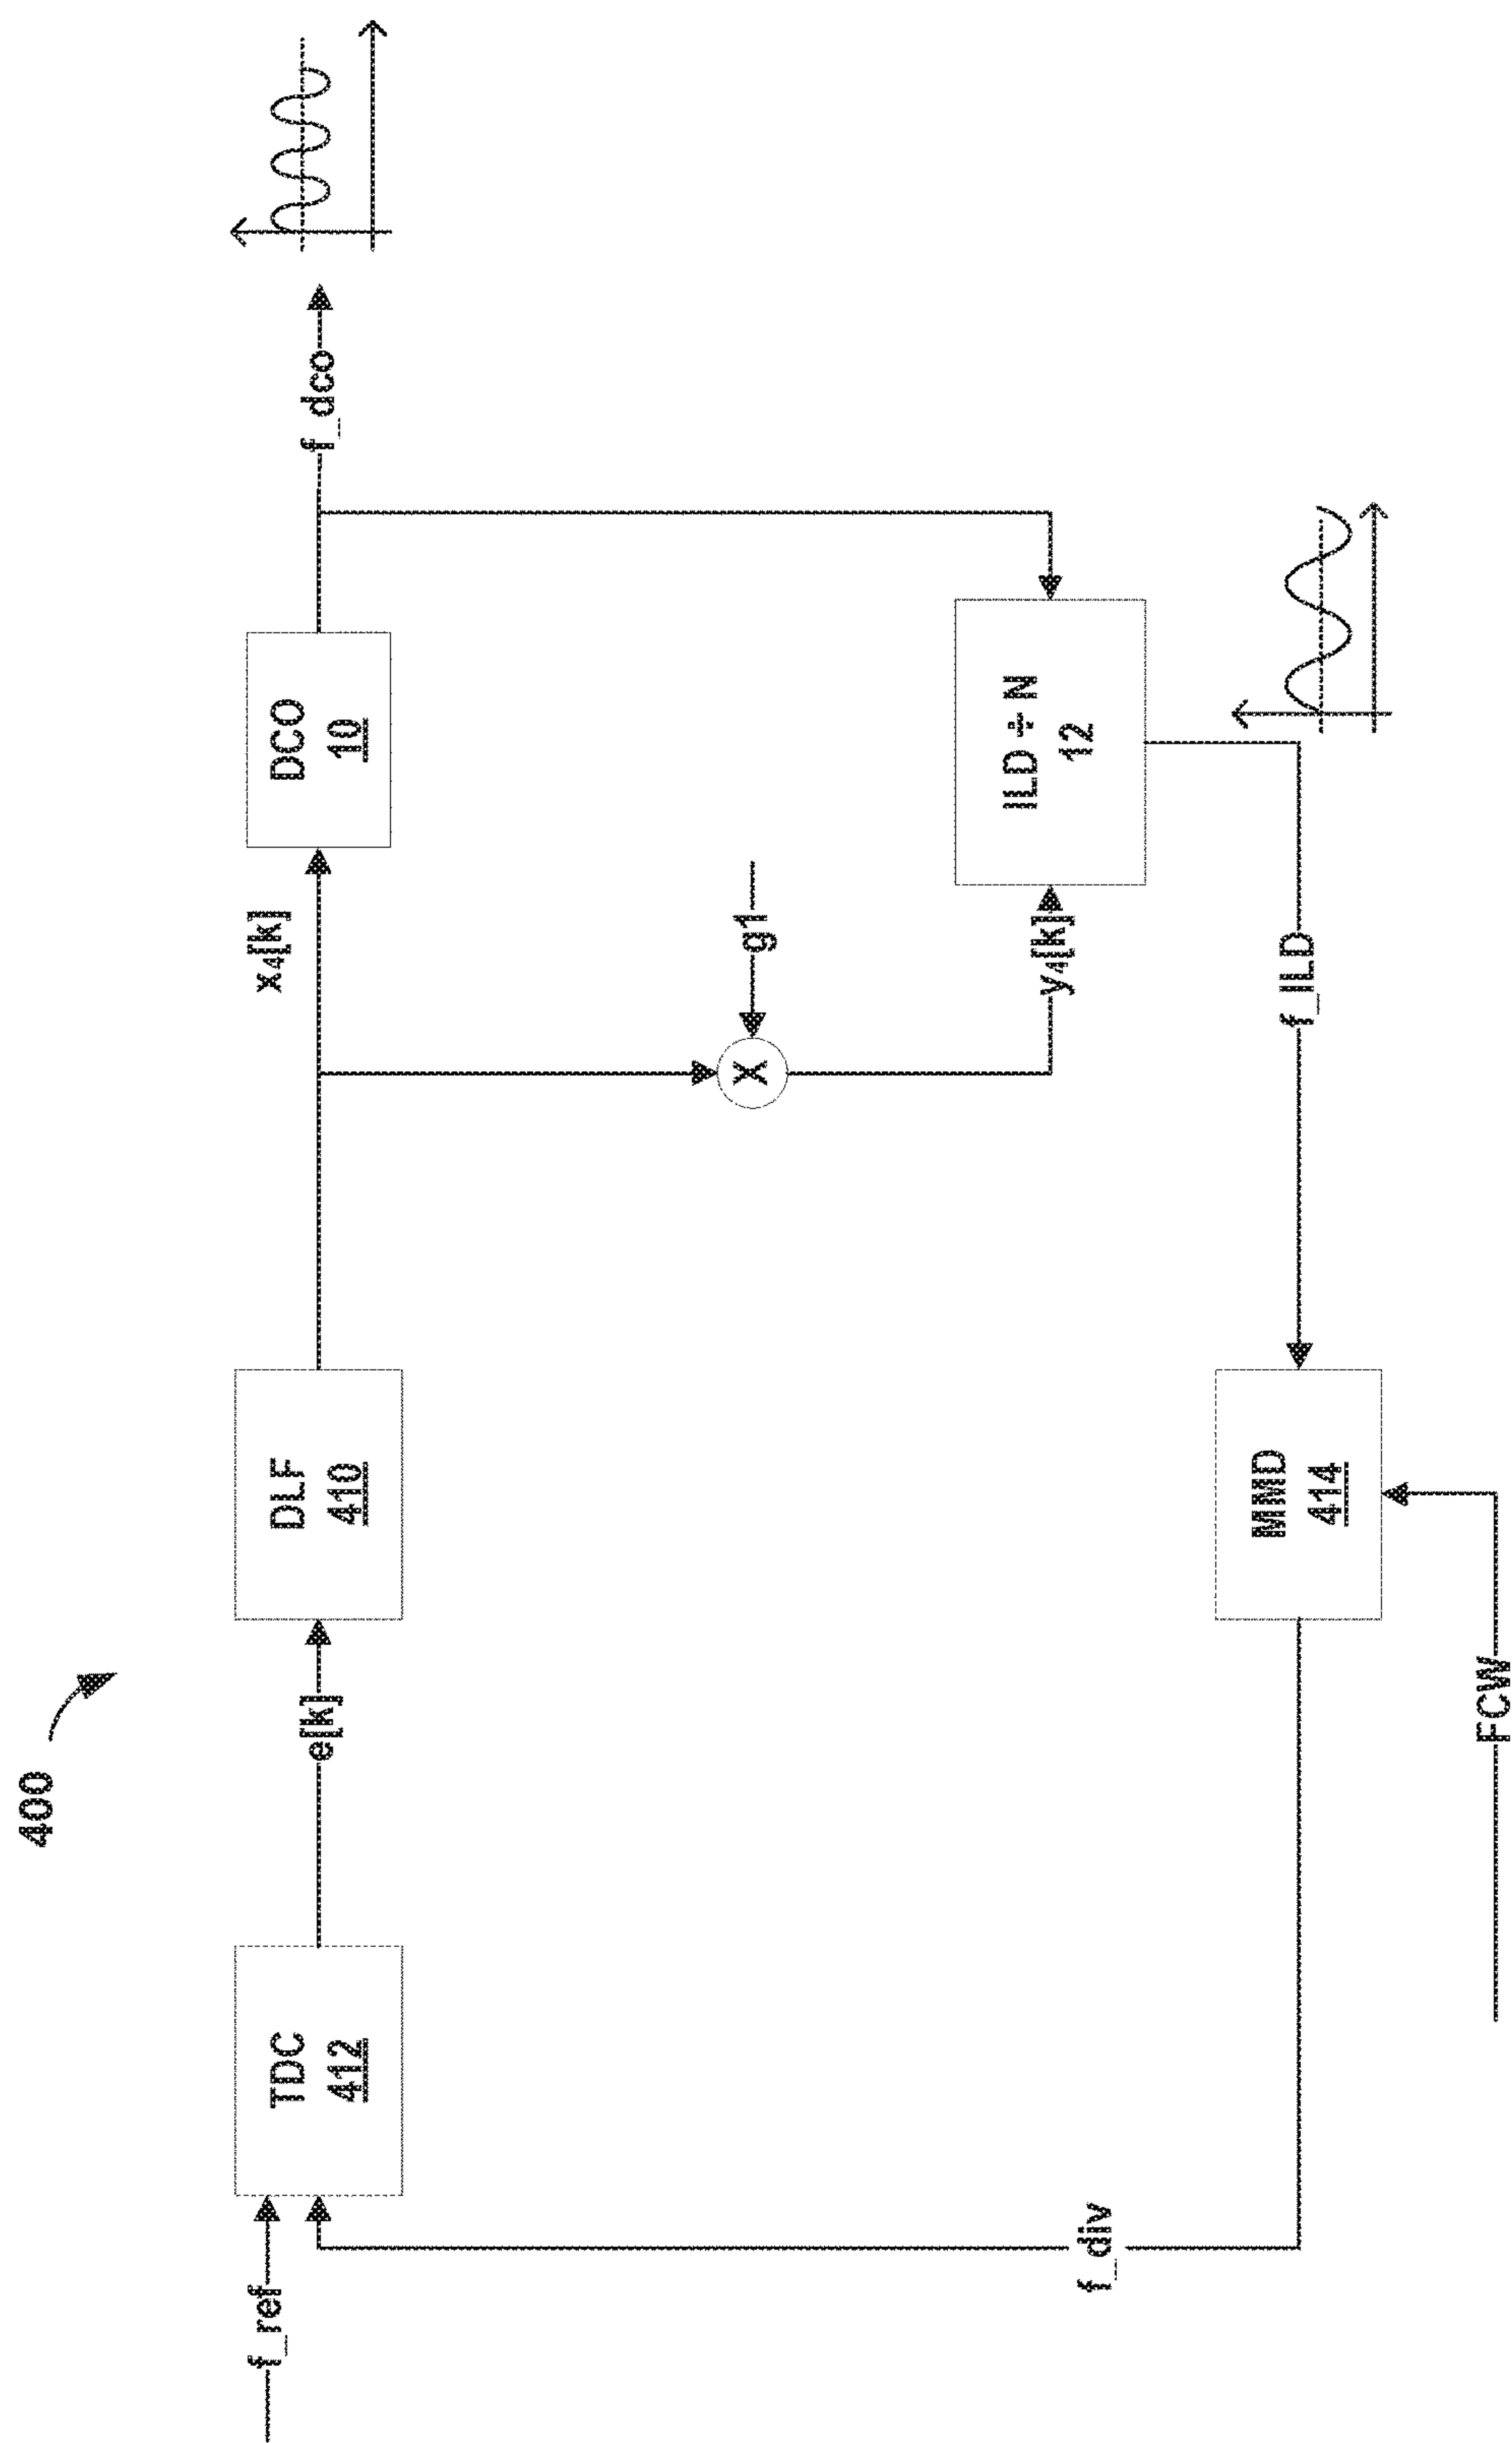 400
f_ref
TDC
412
e[k]
DLF
410
x₄[k]
DCO
10
f_dco
g1
X
y₄[k]
ILD ÷ N
12
f_div
MMD
414
f_ILD
FCW